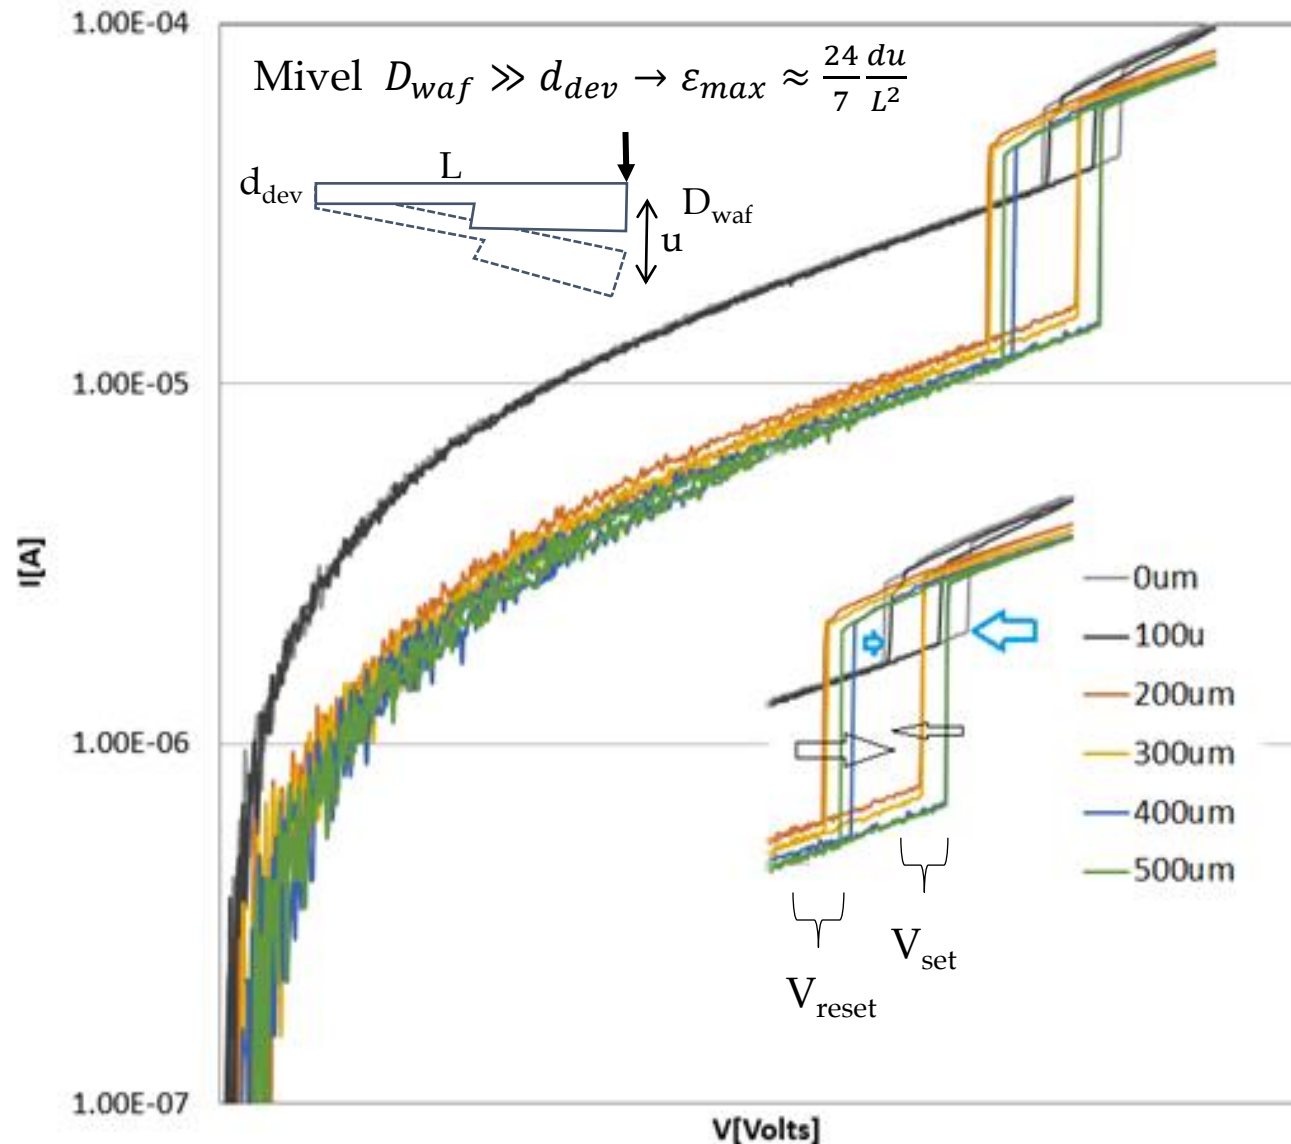 1.00E-04
Mivel D_waf ≫ d_dev → ε_max ≈ 24/7 du/L²
L
d_dev
D_waf
u
1.00E-05
I[A]
0um
100u
200um
1.00E-06
300um
400um
500um
V_set
V_reset
1.00E-07
V[Volts]